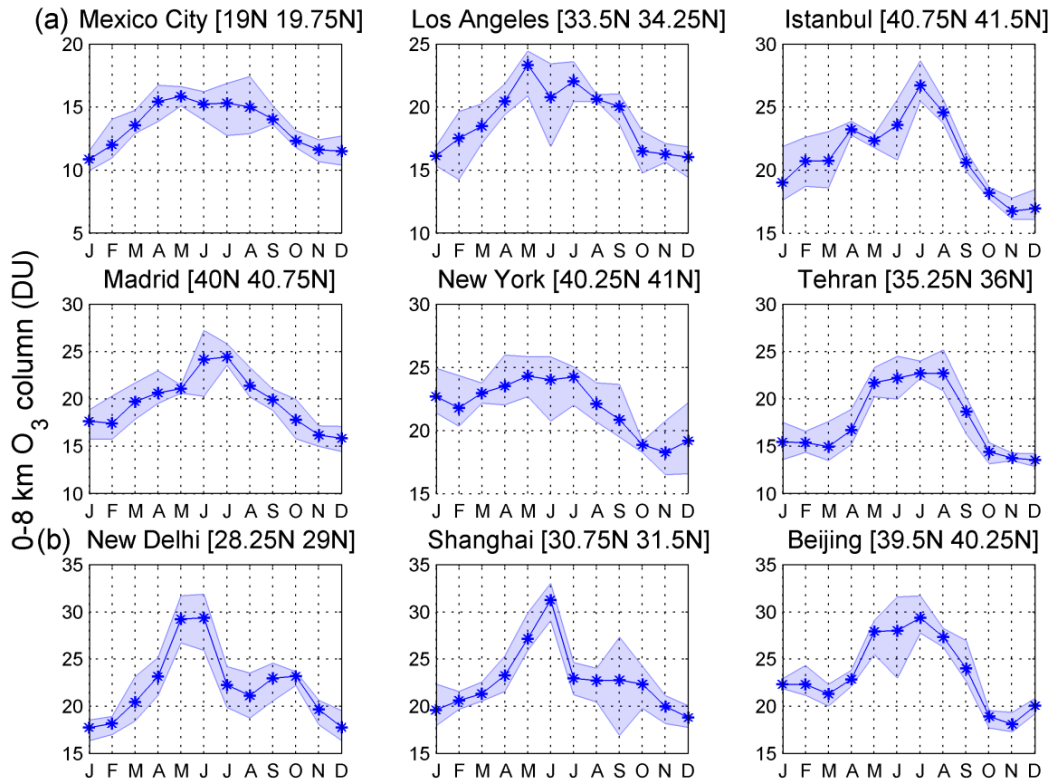 (a) Mexico City [19N 19.75N] Los Angeles [33.5N 34.25N] Istanbul [40.75N 41.5N]
20 25 30
15 20 25
10 15 20
5 10 15
J F M A M J J A S O N D J F M A M J J A S O N D J F M A M J J A S O N D
Madrid [40N 40.75N] New York [40.25N 41N] Tehran [35.25N 36N]
30 30 30
25 25 25
20 20 20
15 15
10 15 10
J F M A M J J A S O N D J F M A M J J A S O N D J F M A M J J A S O N D
0-8 km O3 column (DU)
(b) New Delhi [28.25N 29N] Shanghai [30.75N 31.5N] Beijing [39.5N 40.25N]
35 35 35
30 30 30
25 25 25
20 20 20
15 15 15
J F M A M J J A S O N D J F M A M J J A S O N D J F M A M J J A S O N D